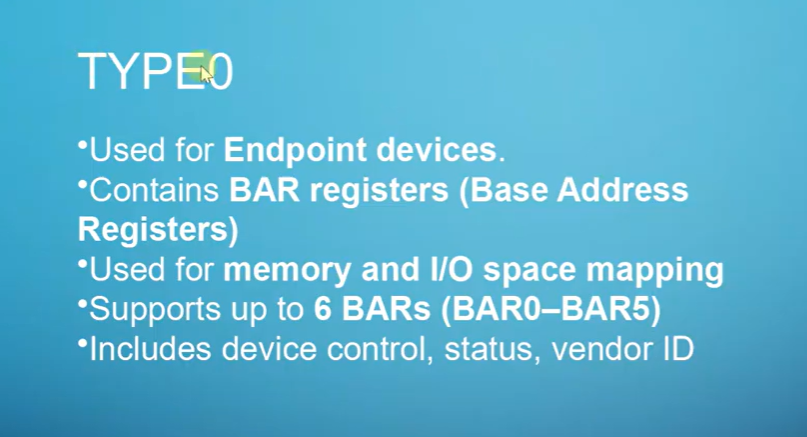 TYPE0
•Used for Endpoint devices.
•Contains BAR registers (Base Address
Registers)
•Used for memory and I/O space mapping
•Supports up to 6 BARs (BAR0–BAR5)
•Includes device control, status, vendor ID